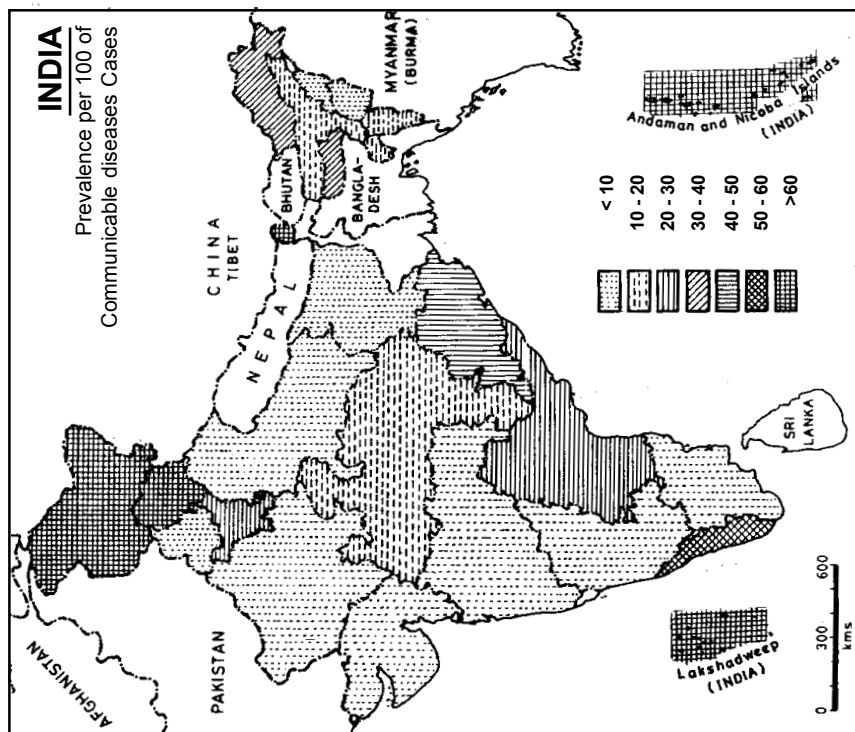 INDIA
Prevalence per 100 of
Communicable diseases Cases
AFGHANISTAN
PAKISTAN
CHINA
TIBET
NEPAL
BHUTAN
BANGLA-
DESH
MYANMAR
(BURMA)
SRI
LANKA
Lakshadweep
(INDIA)
Andaman and Nicoba Islands
(INDIA)
< 10
10 - 20
20 - 30
30 - 40
40 - 50
50 - 60
>60
0 300 600
kms